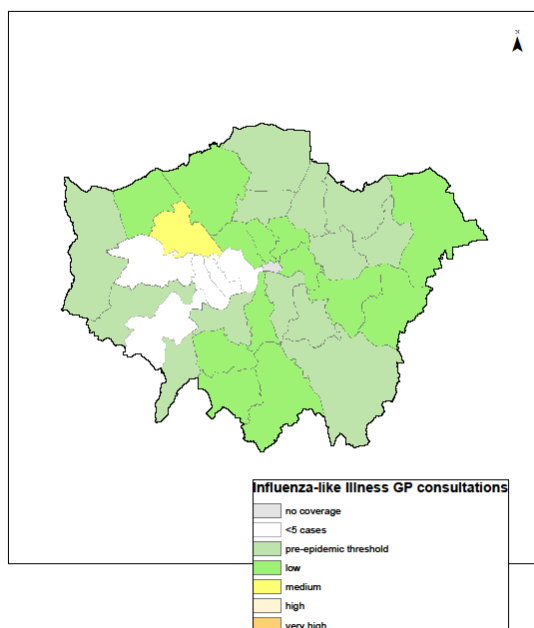 N
Influenza-like Illness GP consultations
no coverage
<5 cases
pre-epidemic threshold
low
medium
high
very high